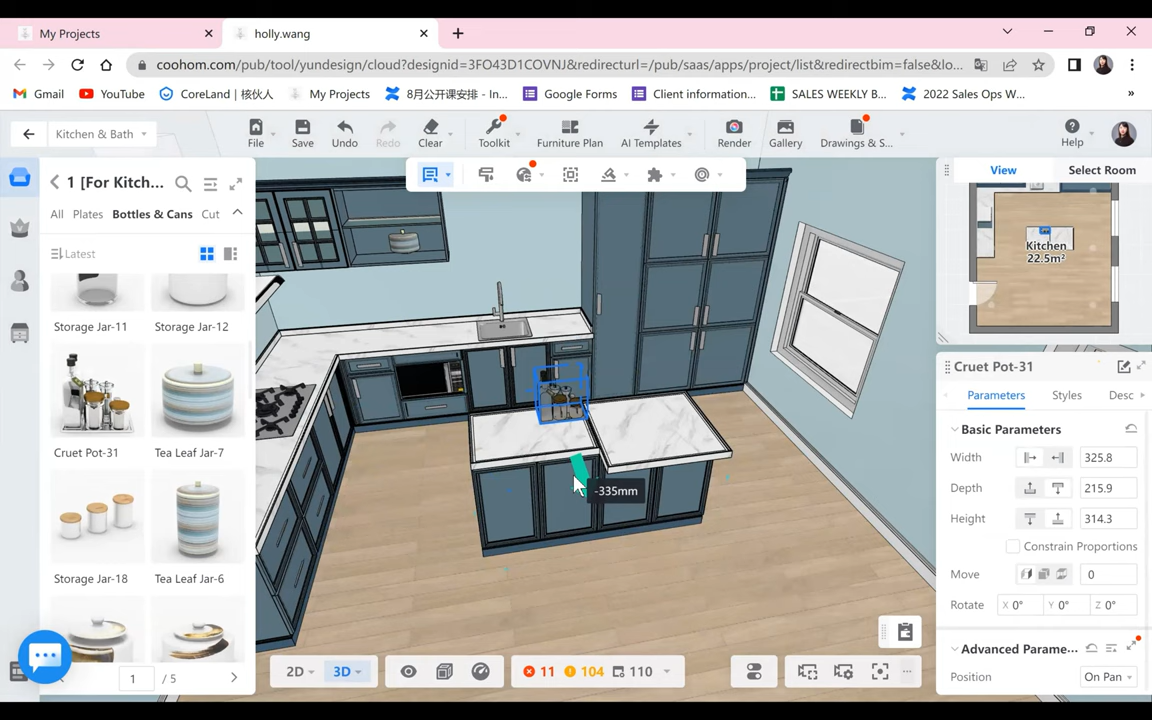 My Projects
holly.wang
coohom.com/pub/tool/yundesign/cloud?designid=3FO43D1COVNJ&redirecturl=/pub/saas/apps/project/list&redirectbim=false&lo...
Gmail
YouTube
CoreLand | 核伙人
My Projects
8月公开课安排 - In...
Google Forms
Client information...
SALES WEEKLY B...
2022 Sales Ops W...
»
Kitchen & Bath
File
Save
Undo
Redo
Clear
Toolkit
Furniture Plan
AI Templates
Render
Gallery
Drawings & S...
Help
1 [For Kitch...
All
Plates
Bottles & Cans
Cut
Latest
Storage Jar-11
Storage Jar-12
Cruet Pot-31
Tea Leaf Jar-7
Storage Jar-18
Tea Leaf Jar-6
1
/ 5
-335mm
2D
3D
11
104
110
View
Select Room
Kitchen
22.5m²
Cruet Pot-31
Parameters
Styles
Desc
Basic Parameters
Width
325.8
Depth
215.9
Height
314.3
Constrain Proportions
Move
0
Rotate
X 0°
Y 0°
Z 0°
Advanced Parame...
Position
On Pan